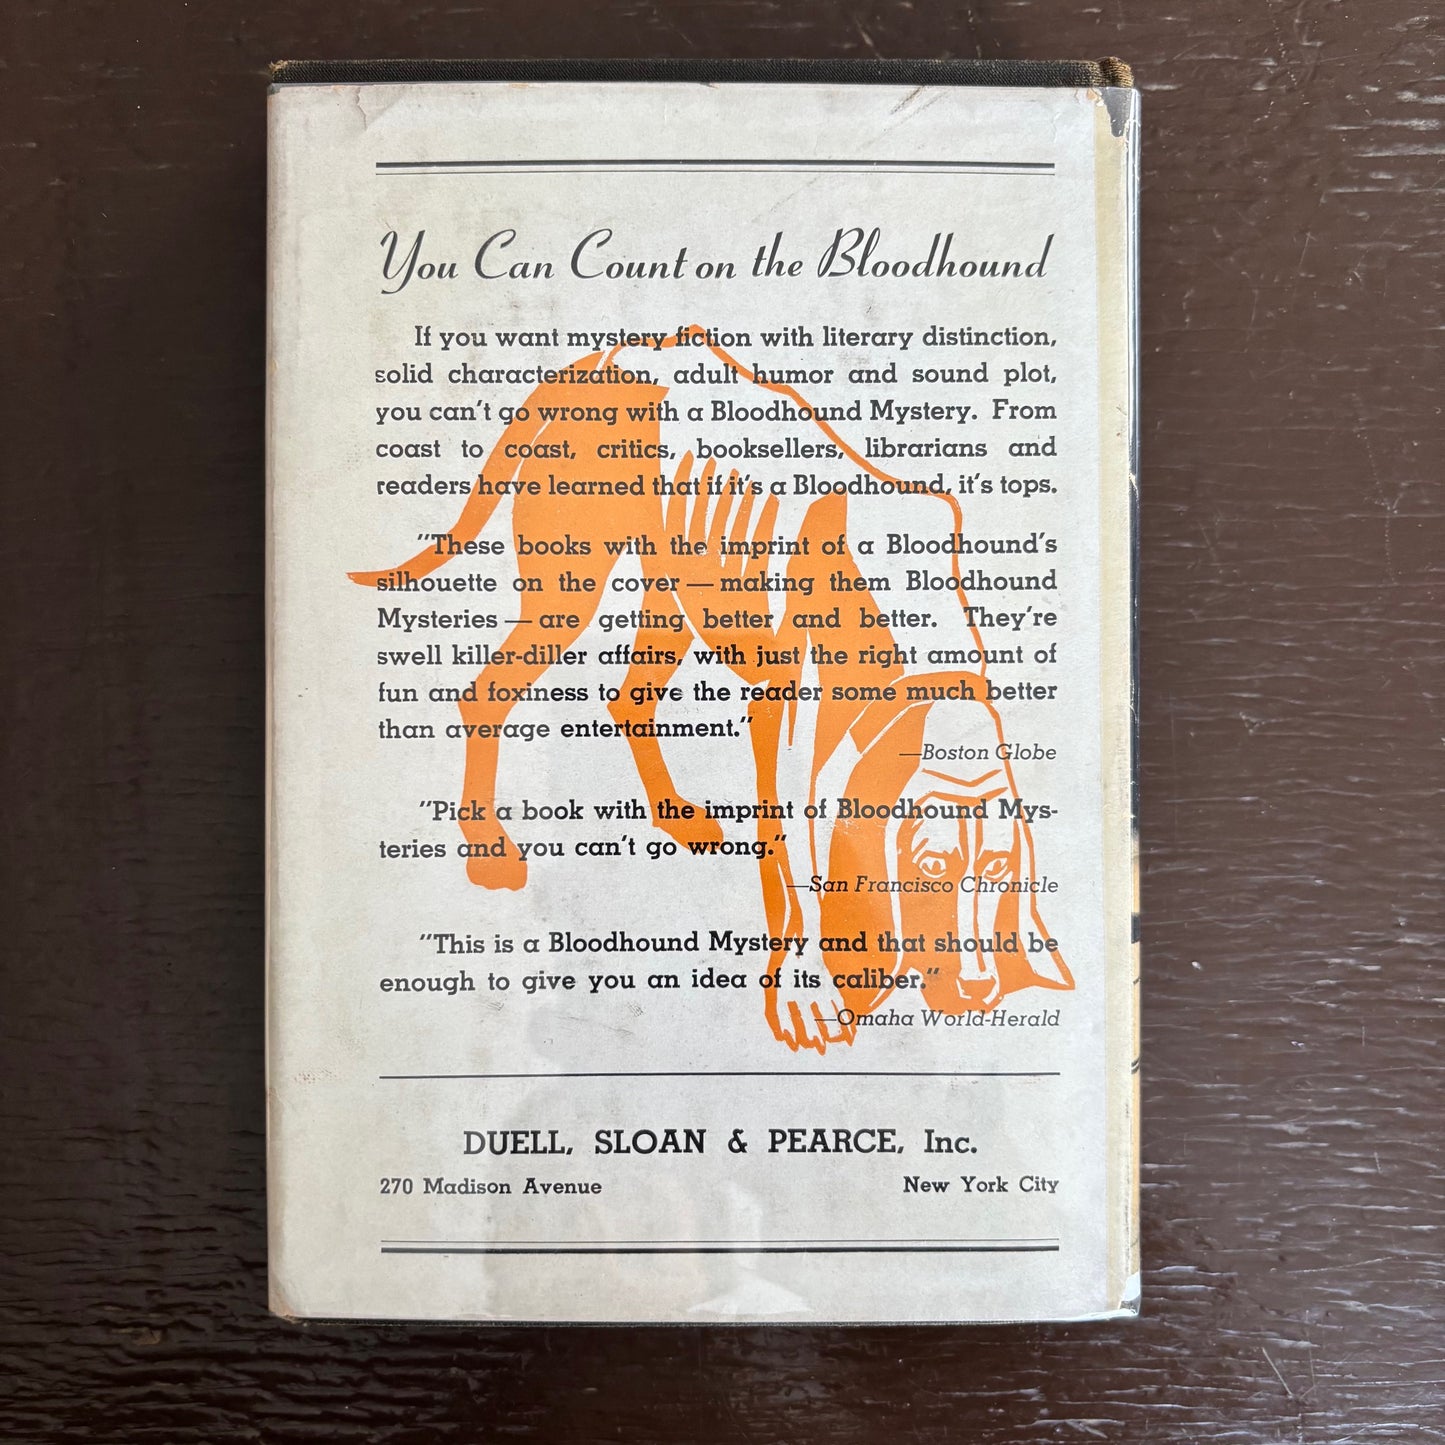 You Can Count on the Bloodhound
If you want mystery fiction with literary distinction,
solid characterization, adult humor and sound plot,
you can't go wrong with a Bloodhound Mystery. From
coast to coast, critics, booksellers, librarians and
readers have learned that if it's a Bloodhound, it's tops.
"These books with the imprint of a Bloodhound's
silhouette on the cover — making them Bloodhound
Mysteries — are getting better and better. They're
swell killer-diller affairs, with just the right amount of
fun and foxiness to give the reader some much better
than average entertainment."
—Boston Globe
"Pick a book with the imprint of Bloodhound Mys-
teries and you can't go wrong."
—San Francisco Chronicle
"This is a Bloodhound Mystery and that should be
enough to give you an idea of its caliber."
—Omaha World-Herald
DUELL, SLOAN & PEARCE, Inc.
270 Madison Avenue New York City